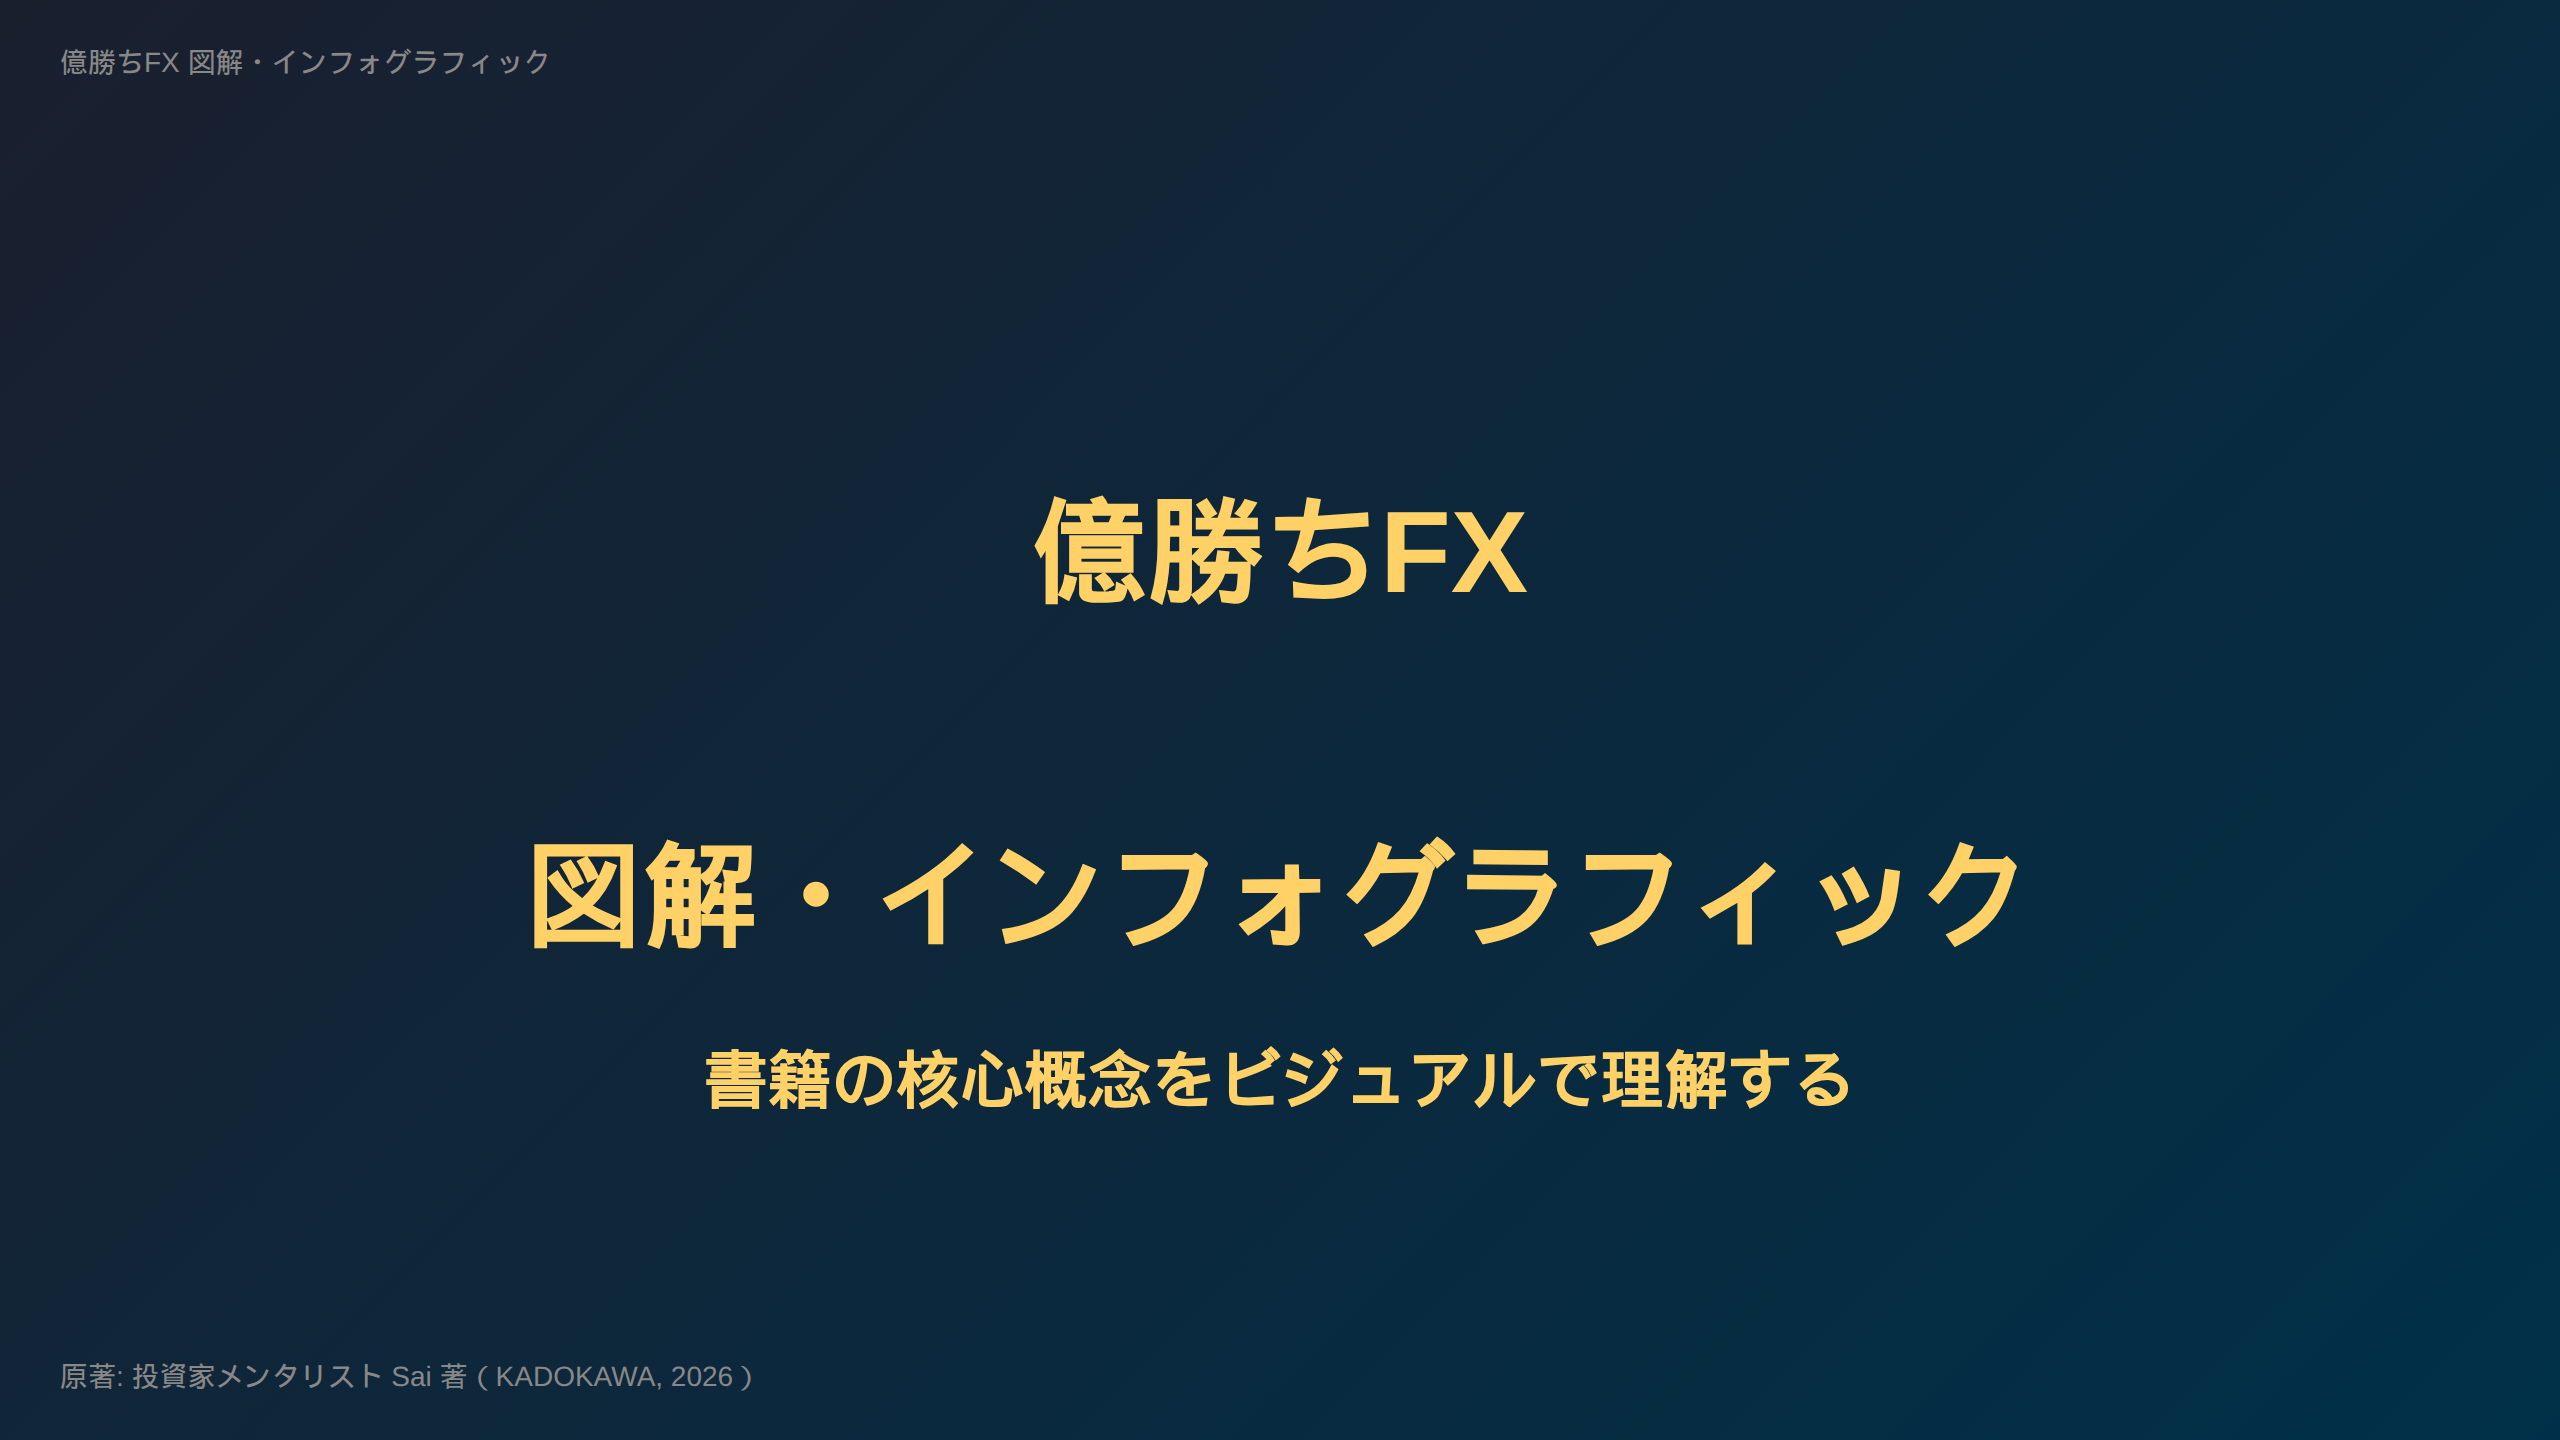 億勝ちFX 図解・インフォグラフィック
億勝ちFX
図解・インフォグラフィック
書籍の核心概念をビジュアルで理解する
原著: 投資家メンタリスト Sai 著（KADOKAWA, 2026）